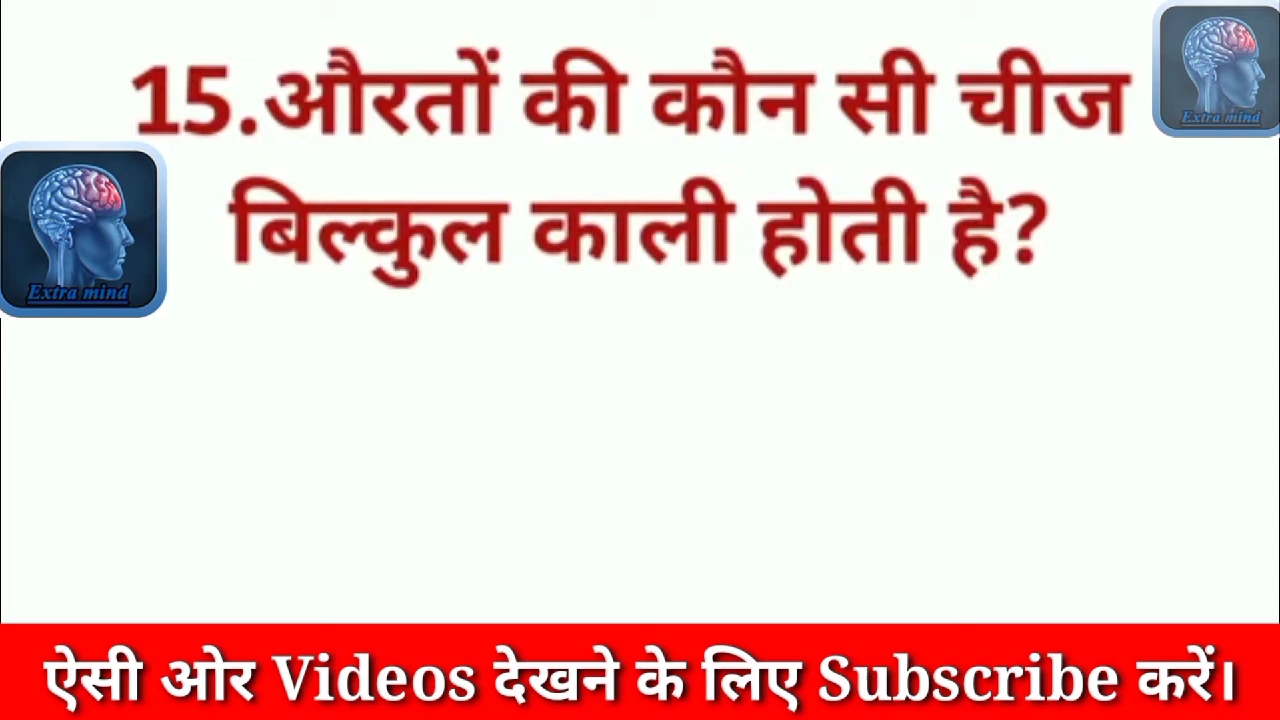 15.औरतों की कौन सी चीज
बिल्कुल काली होती है?
Extra mind
Extra mind
ऐसी ओर Videos देखने के लिए Subscribe करें।